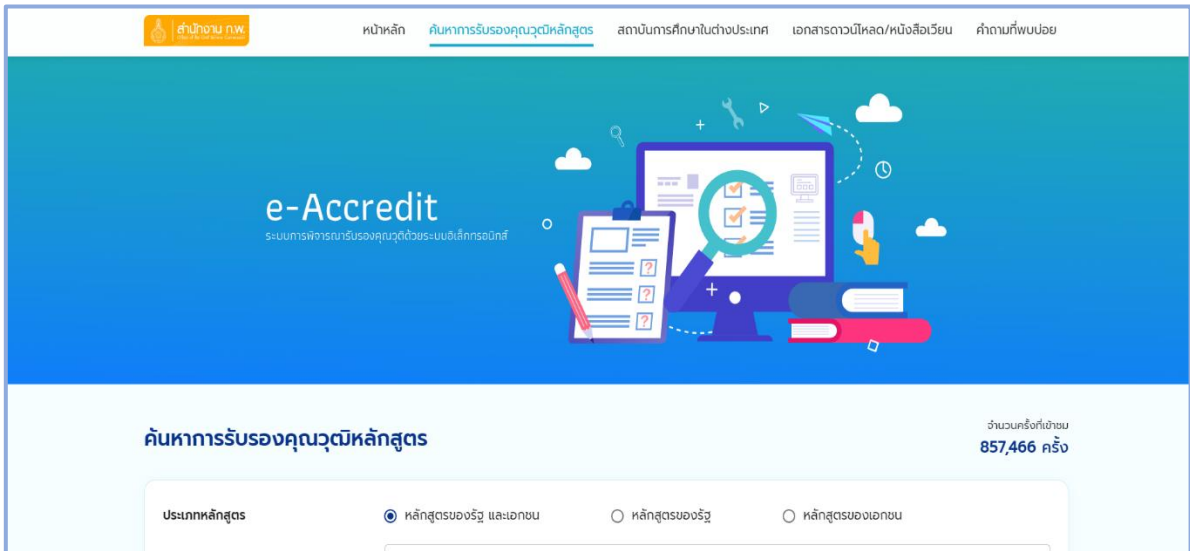 สำนักงาน ก.พ.
หน้าหลัก ค้นหาการรับรองคุณวุฒิหลักสูตร สถาบันการศึกษาในต่างประเทศ เอกสารดาวน์โหลด/หนังสือเวียน คำถามที่พบบ่อย
e-Accredit
ระบบการพิจารณารับรองคุณวุฒิด้วยระบบอิเล็กทรอนิกส์
?
?
?
ค้นหาการรับรองคุณวุฒิหลักสูตร
จำนวนครั้งที่เข้าชม
857,466 ครั้ง
ประเภทหลักสูตร หลักสูตรของรัฐ และเอกชน หลักสูตรของรัฐ หลักสูตรของเอกชน